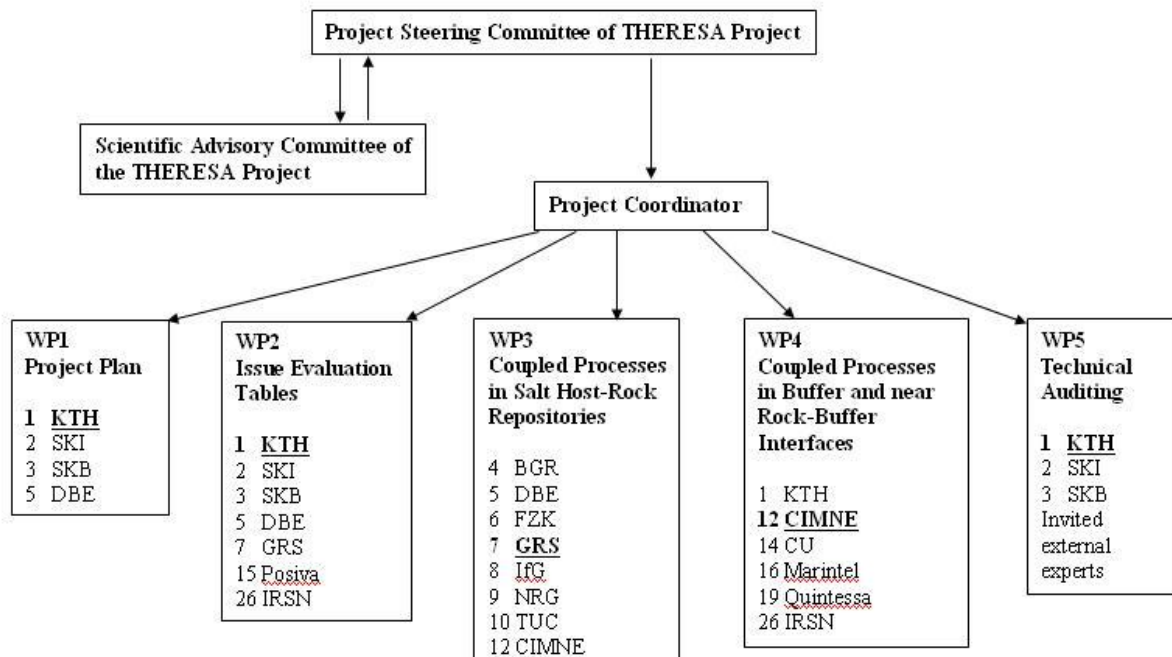 Project Steering Committee of THERESA Project
Scientific Advisory Committee of
the THERESA Project
Project Coordinator
WP1
Project Plan
1 KTH
2 SKI
3 SKB
5 DBE
WP2
Issue Evaluation
Tables
1 KTH
2 SKI
3 SKB
5 DBE
7 GRS
15 Posiva
26 IRSN
WP3
Coupled Processes
in Salt Host-Rock
Repositories
4 BGR
5 DBE
6 FZK
7 GRS
8 IfG
9 NRG
10 TUC
12 CIMNE
WP4
Coupled Processes
in Buffer and near
Rock-Buffer
Interfaces
1 KTH
12 CIMNE
14 CU
16 Marintel
19 Quintessa
26 IRSN
WP5
Technical
Auditing
1 KTH
2 SKI
3 SKB
Invited
external
experts